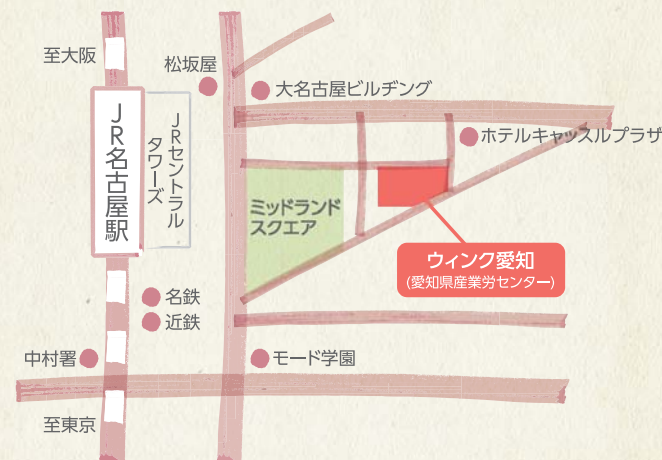 至大阪
松坂屋
大名古屋ビルヂング
JR名古屋駅
JRセントラル
タワーズ
ホテルキャッスルプラザ
ミッドランド
スクエア
ウィンク愛知
(愛知県産業労センター)
名鉄
近鉄
中村署
モード学園
至東京